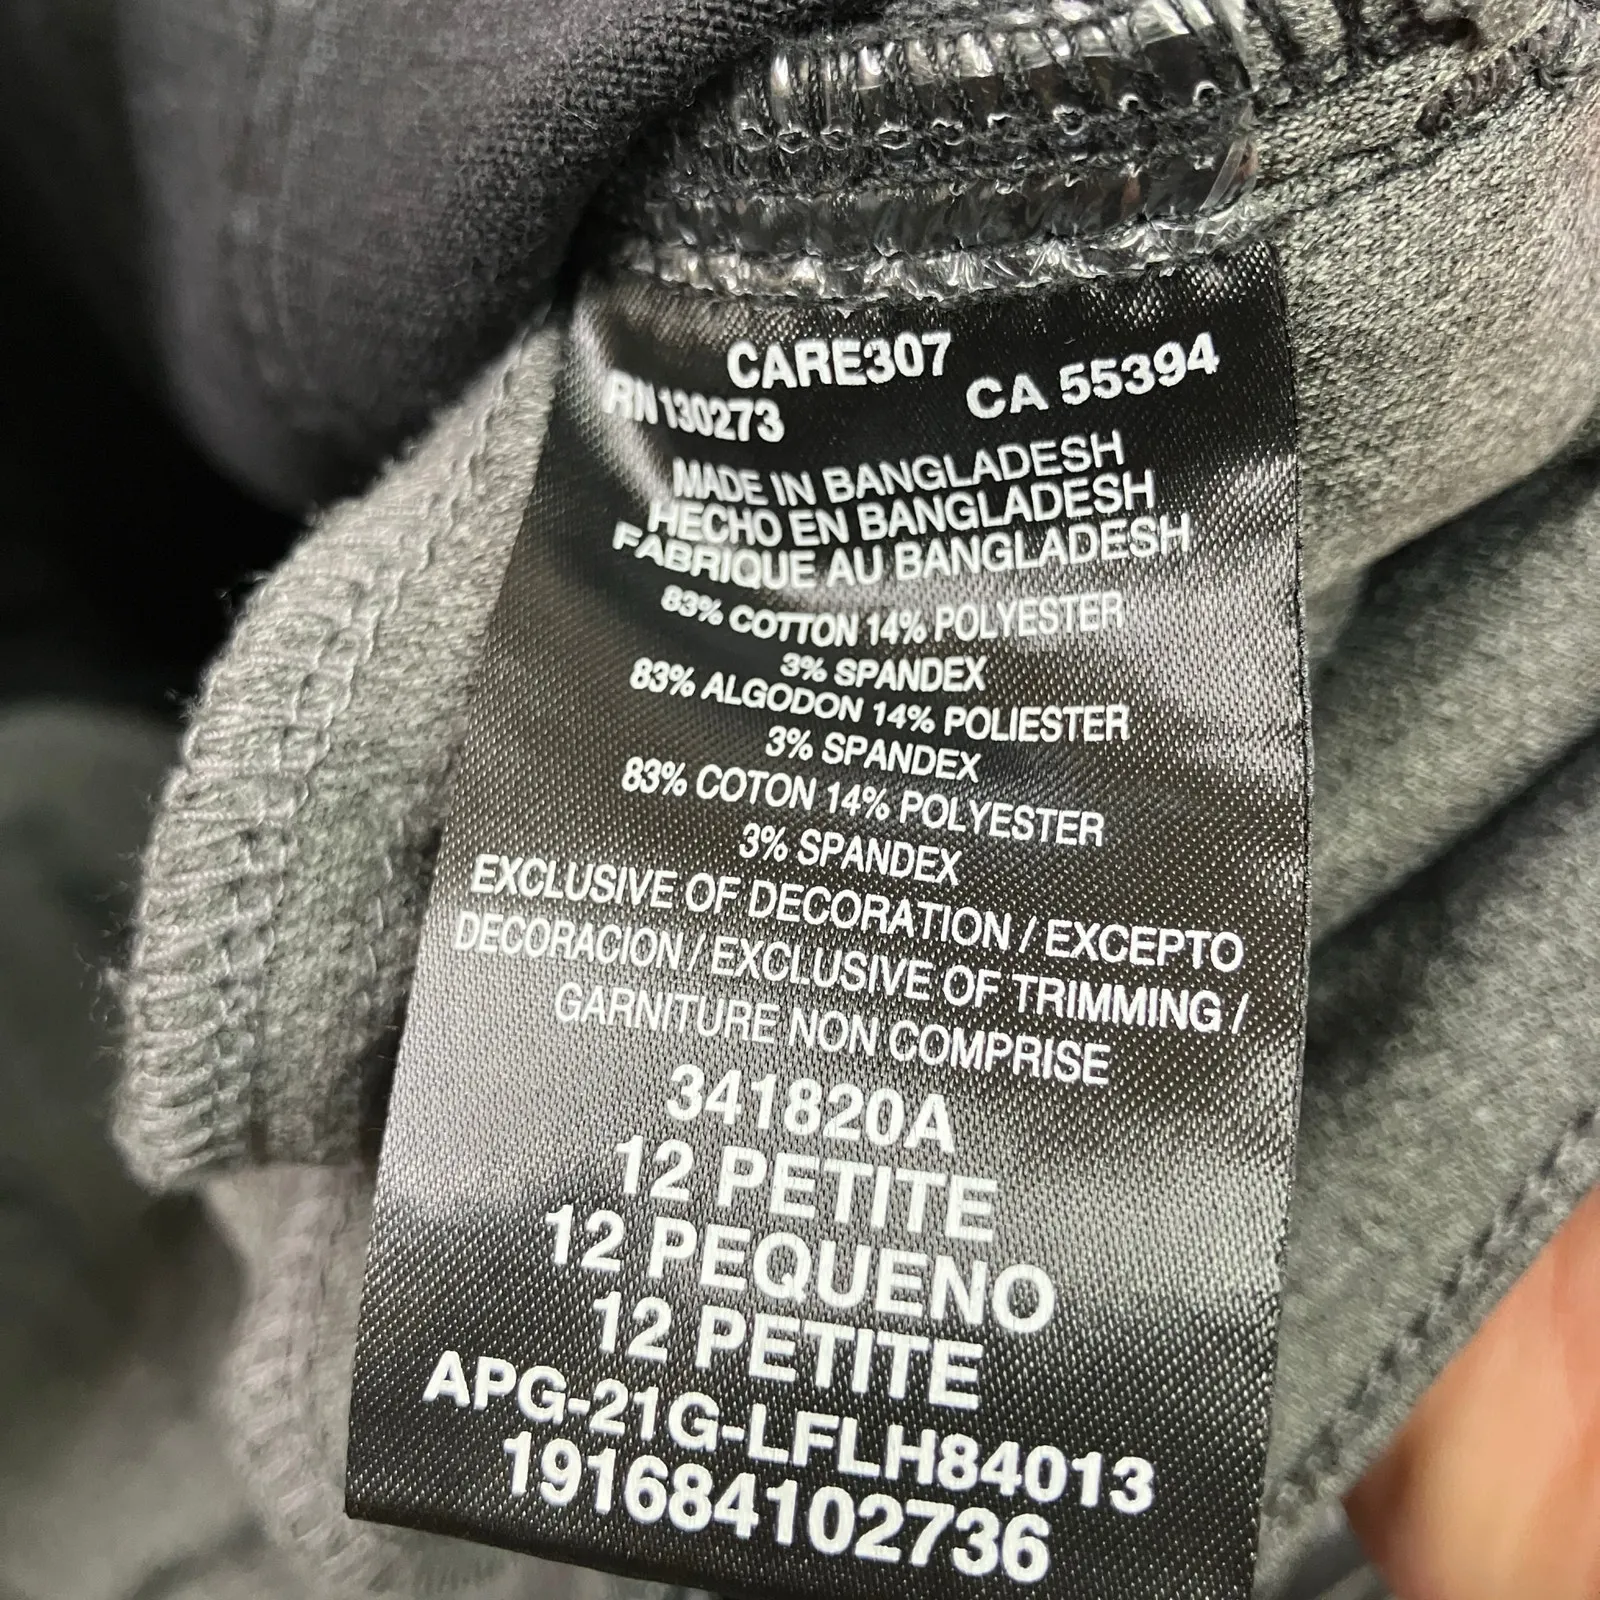 CARE307
RN130273 CA 55394
MADE IN BANGLADESH
HECHO EN BANGLADESH
FABRIQUE AU BANGLADESH
83% COTTON 14% POLYESTER
3% SPANDEX
83% ALGODON 14% POLIESTER
3% SPANDEX
83% COTON 14% POLYESTER
3% SPANDEX
EXCLUSIVE OF DECORATION / EXCEPTO
DECORACION / EXCLUSIVE OF TRIMMING /
GARNITURE NON COMPRISE
341820A
12 PETITE
12 PEQUENO
12 PETITE
APG-21G-LFLH84013
191684102736